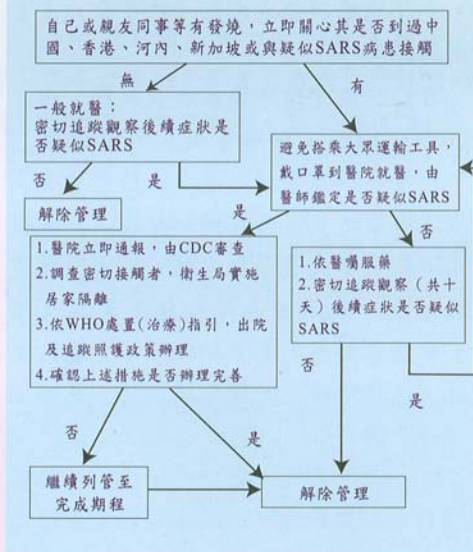 自己或親友同事等有發燒，立即關心其是否到過中
國、香港、河內、新加坡或與疑似SARS病患接觸
無
有
一般就醫：
密切追蹤觀察後續症狀是
否疑似SARS
避免搭乘大眾運輸工具，
戴口罩到醫院就醫，由
醫師鑑定是否疑似SARS
否
是
解除管理
是
否
1.醫院立即通報，由CDC審查
2.調查密切接觸者，衛生局實施
居家隔離
3.依WHO處置(治療)指引，出院
及追蹤照護政策辦理
4.確認上述措施是否辦理完善
1.依醫囑服藥
2.密切追蹤觀察（共十
天）後續症狀是否疑似
SARS
否
是
否
是
繼續列管至
完成期程
解除管理